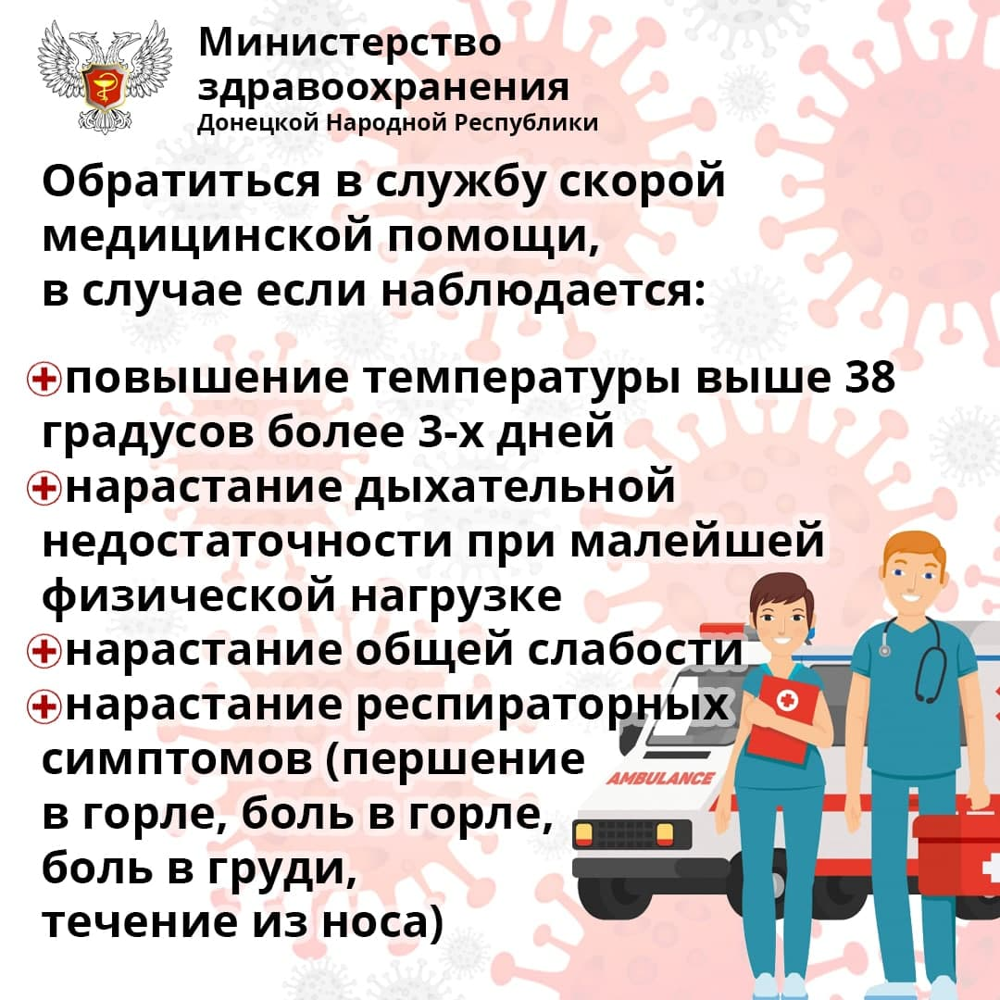 Министерство
здравоохранения
Донецкой Народной Республики
Обратиться в службу скорой
медицинской помощи,
в случае если наблюдается:
повышение температуры выше 38
градусов более 3-х дней
нарастание дыхательной
недостаточности при малейшей
физической нагрузке
нарастание общей слабости
нарастание респираторных
симптомов (першение
в горле, боль в горле,
боль в груди,
течение из носа)
AMBULANCE